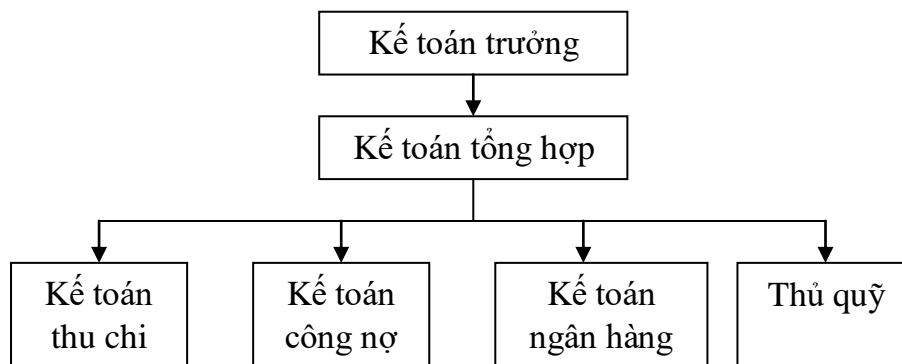 Kế toán trưởng
Kế toán tổng hợp
Kế toán
thu chi
Kế toán
công nợ
Kế toán
ngân hàng
Thủ quỹ